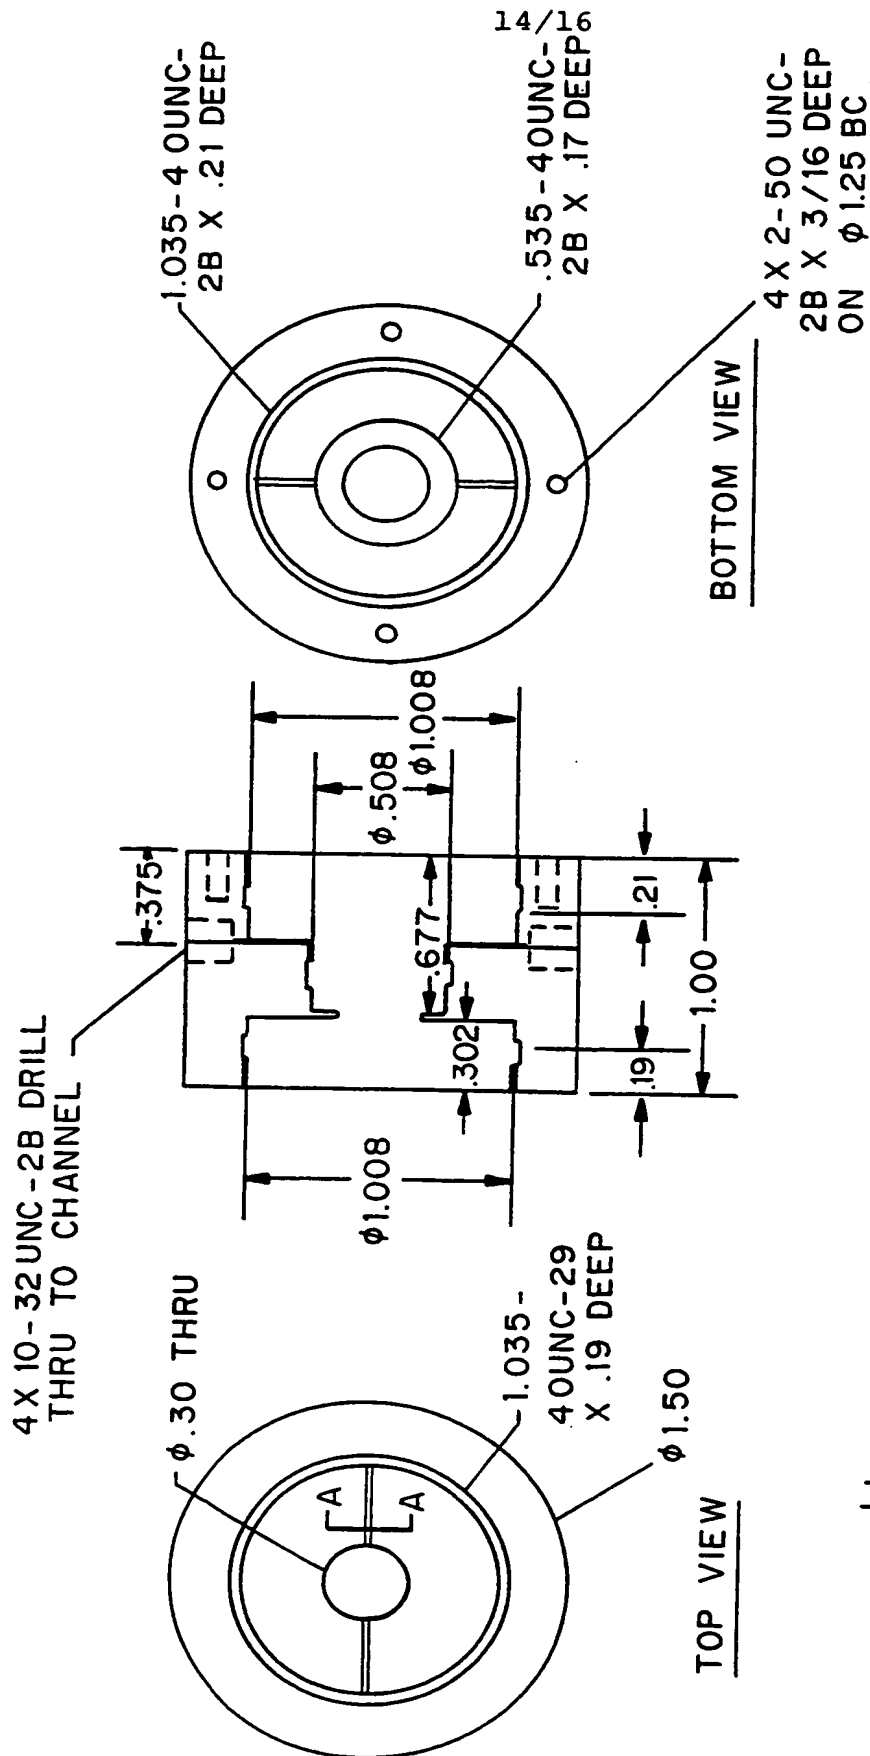 14/16
4 X 10-32 UNC-2B DRILL
THRU TO CHANNEL
.375
ϕ.30 THRU
A
A
1.035-
40UNC-29
X .19 DEEP
ϕ1.50
TOP VIEW
ϕ1.008
.302
.677
ϕ.508
ϕ1.008
.19
.21
1.00
1.035-4 0UNC-
2B X .21 DEEP
.535-40UNC-
2B X .17 DEEP
4 X 2-50 UNC-
2B X 3/16 DEEP
ON ϕ1.25 BC
BOTTOM VIEW